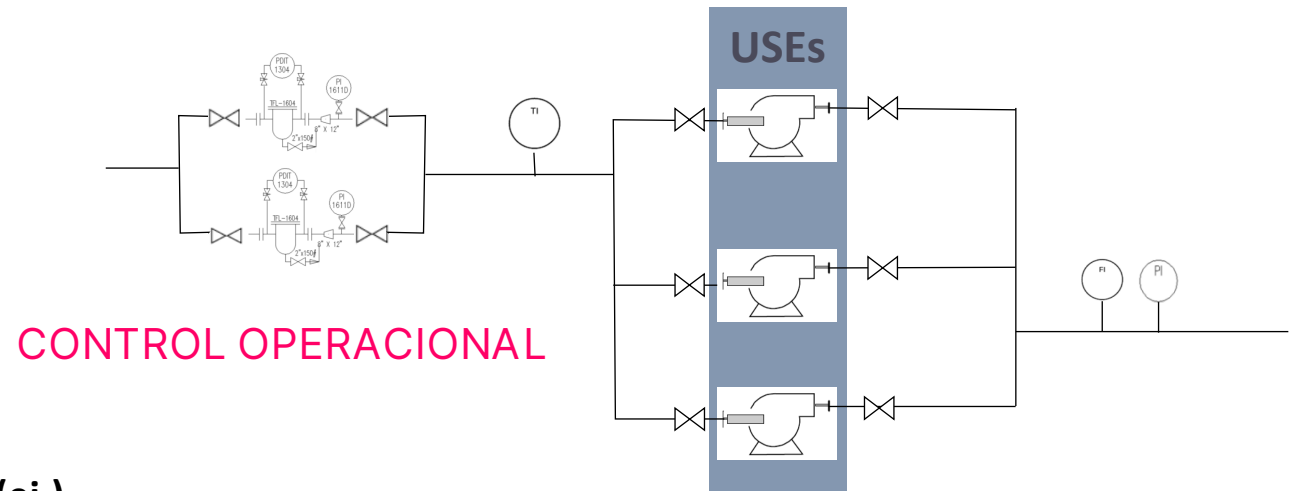 USEs
PDIT
1304
PI
1611D
TFL-1604
8" X 12"
2"x150#
TI
PDIT
1304
PI
1611D
TFL-1604
8" X 12"
2"x150#
FI
PI
CONTROL OPERACIONAL